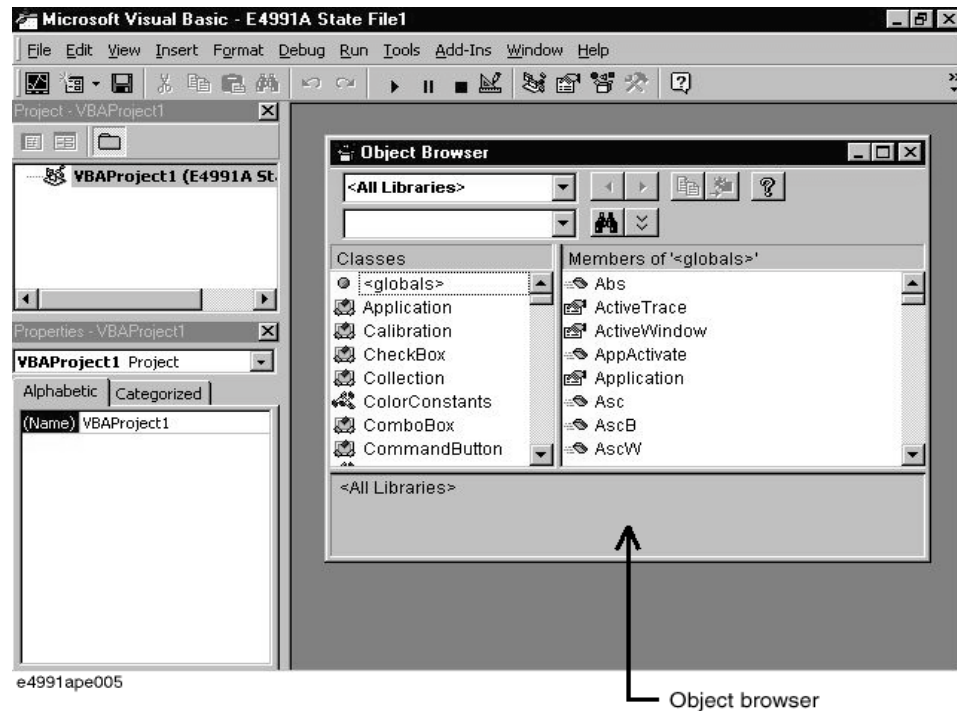 Microsoft Visual Basic - E4991A State File1
File Edit View Insert Format Debug Run Tools Add-Ins Window Help
Project - VBAProject1
VBAProject1 (E4991A St
Properties - VBAProject1
VBAProject1 Project
Alphabetic Categorized
(Name) VBAProject1
Object Browser
<All Libraries>
Classes
<globals>
Application
Calibration
CheckBox
Collection
ColorConstants
ComboBox
CommandButton
Members of '<globals>'
Abs
ActiveTrace
ActiveWindow
AppActivate
Application
Asc
AscB
AscW
<All Libraries>
e4991ape005
Object browser